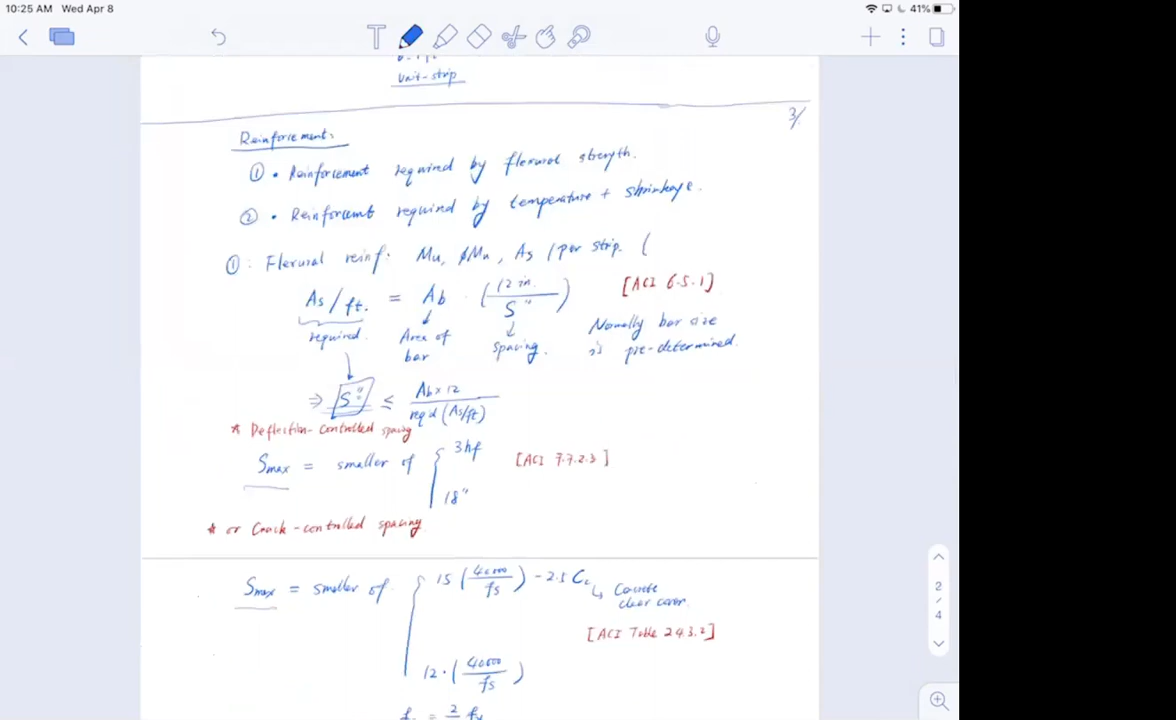 10:25 AM Wed Apr 8
41%
Unit-strip
3/
Reinforcement:
① • Reinforcement required by flexural strength.
② • Reinforcemt required by temperature + shrinkage.
①: Flexural reinf: Mu, φMn, As /per strip. (
As/ft. = Ab · (12 in. / S") [ACI 6.5.1]
required Area of bar spacing. Normally bar size is pre-determined.
⇒ S" ≤ Ab×12 / req'd (As/ft)
* Deflection-controlled spacing
Smax = smaller of { 3hf [ACI 7.7.2.3]
18"
* or Crack-controlled spacing
Smax = smaller of { 15 (40000 / fs) - 2.5 Cc ↳ Concrete clear cover.
[ACI Table 24.3.2]
12 · (40000 / fs)
2
/
4